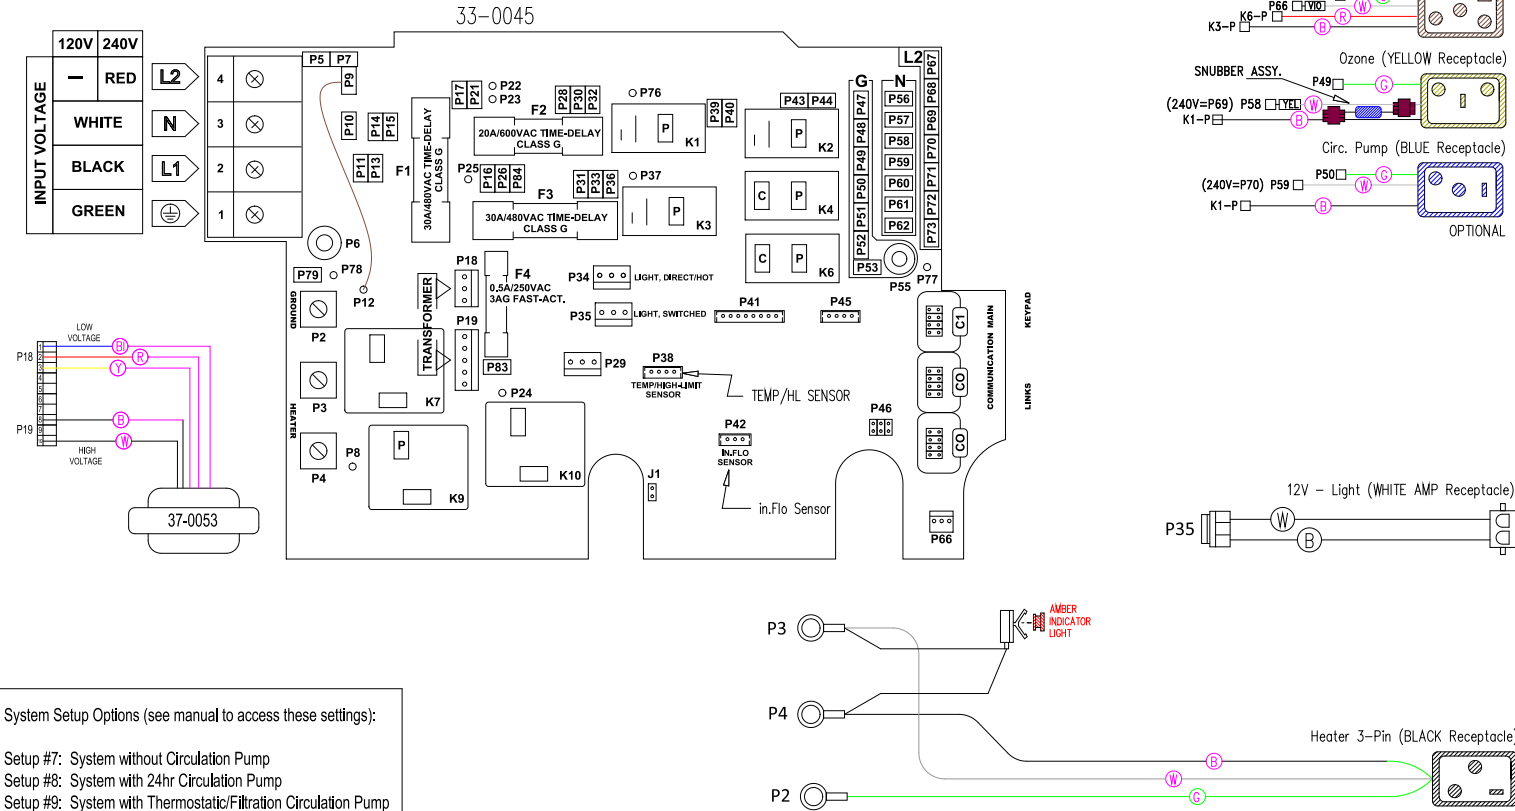 33-0045
120V 240V
INPUT VOLTAGE
— RED L2 4
WHITE N 3
BLACK L1 2
GREEN 1
P5 P7
P9
P10
P14
P15
P11
P13
P6
P79
P78
P12
GROUND
P2
P3
HEATER
P4
P8
P17
P21
P22
P23
P28
P30
P32
P76
P39
P40
P43 P44
F2
20A/600VAC TIME-DELAY
CLASS G
F1
30A/480VAC TIME-DELAY
CLASS G
P25
P16
P26
P84
P31
P33
P36
P37
F3
30A/480VAC TIME-DELAY
CLASS G
P
K1
P
K2
P
K3
C P
K4
C P
K6
L2
G
N
P47
P48
P49
P50
P51
P52
P53
P56
P57
P58
P59
P60
P61
P62
P67
P68
P69
P70
P71
P72
P73
P55
P77
TRANSFORMER
P18
P19
F4
0.5A/250VAC
3AG FAST-ACT.
P83
P34
LIGHT, DIRECT/HOT
P35
LIGHT, SWITCHED
P41
P45
P29
P38
TEMP/HIGH-LIMIT
SENSOR
TEMP/HL SENSOR
P24
K7
P
K9
K10
P42
IN.FLO
SENSOR
in.Flo Sensor
P46
J1
P66
C1
CO
CO
COMMUNICATION MAIN
KEYPAD
LINKS
LOW
VOLTAGE
P18
P19
Bl
R
Y
B
W
HIGH
VOLTAGE
37-0053
P66 VIO W
K6-P R
K3-P B
Ozone (YELLOW Receptacle)
SNUBBER ASSY.
P49 G
(240V=P69) P58 YEL W
K1-P B
Circ. Pump (BLUE Receptacle)
P50 G
(240V=P70) P59 W
K1-P B
OPTIONAL
12V - Light (WHITE AMP Receptacle)
P35
W
B
P3
AMBER
INDICATOR
LIGHT
P4
Heater 3-Pin (BLACK Receptacle)
B
W
P2
G
System Setup Options (see manual to access these settings):
Setup #7: System without Circulation Pump
Setup #8: System with 24hr Circulation Pump
Setup #9: System with Thermostatic/Filtration Circulation Pump